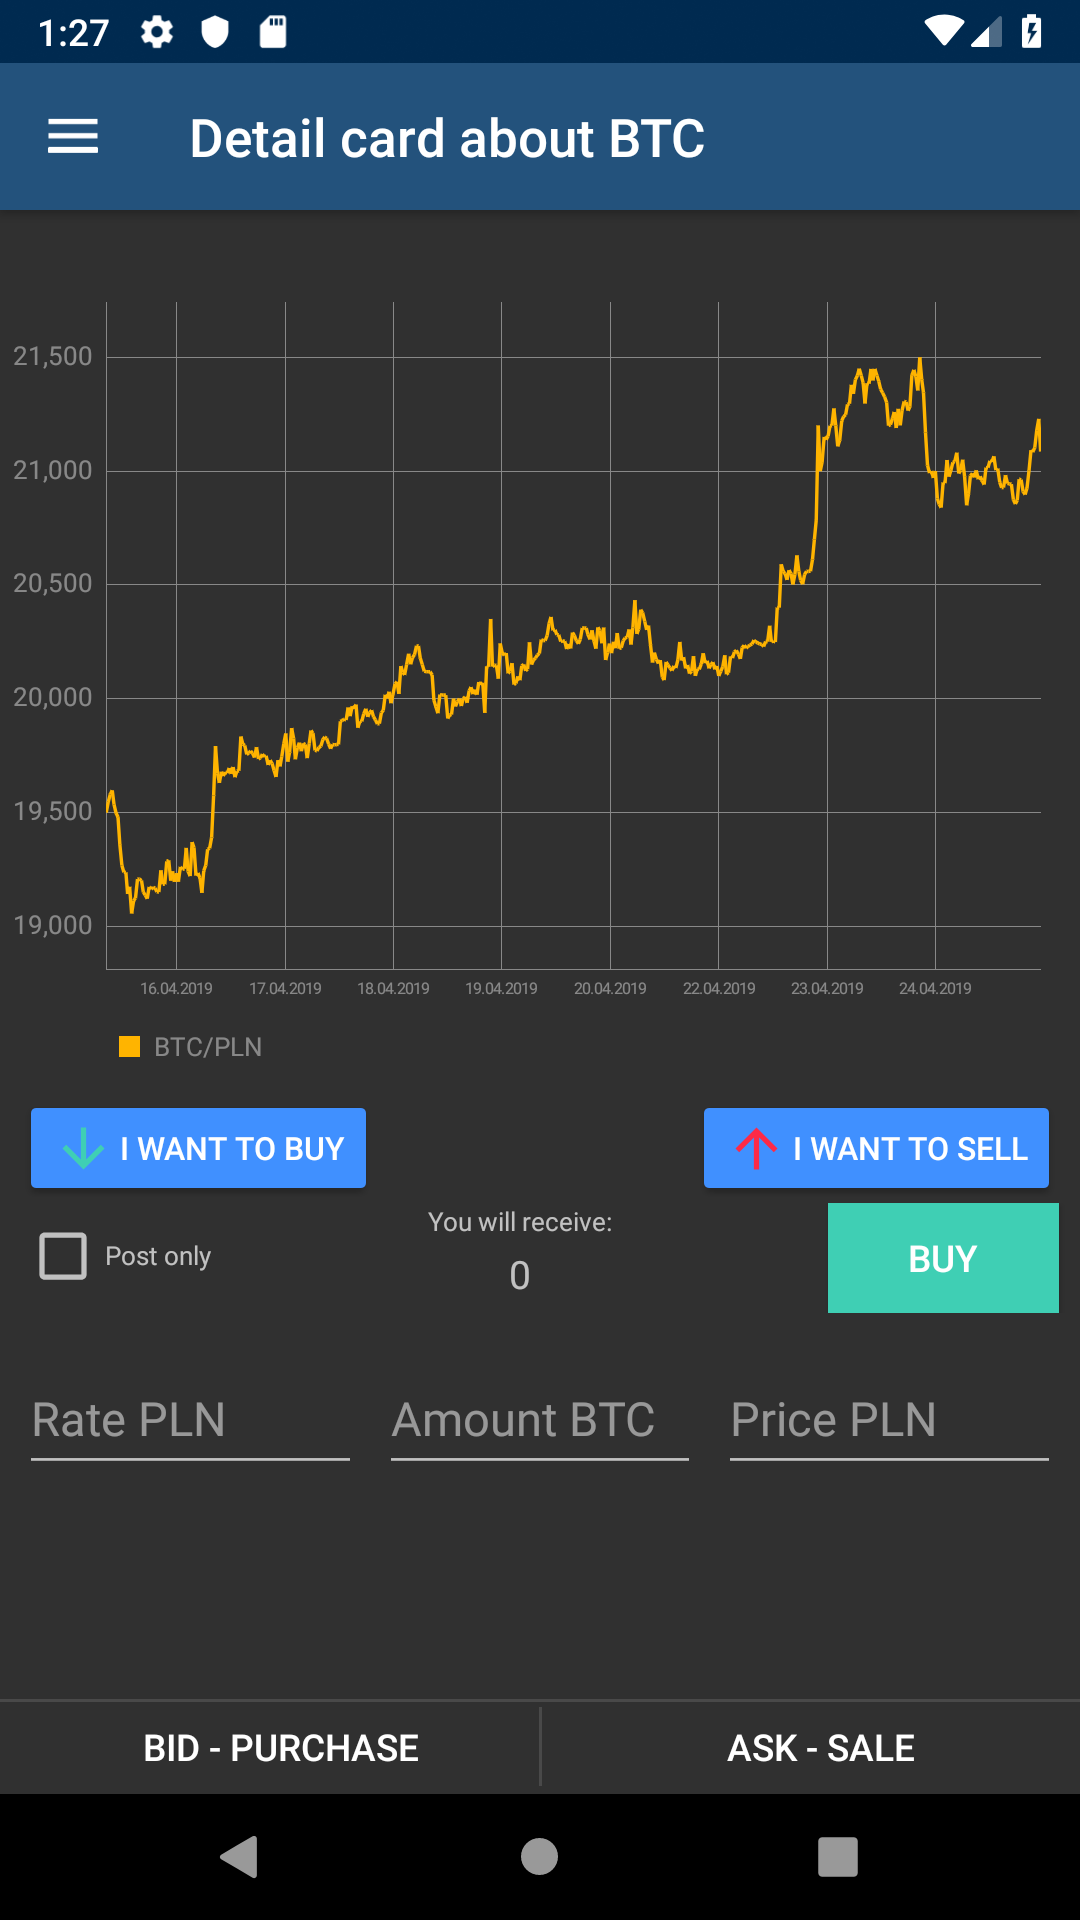 1:27
Detail card about BTC
21,500
21,000
20,500
20,000
19,500
19,000
16.04.2019 17.04.2019 18.04.2019 19.04.2019 20.04.2019 22.04.2019 23.04.2019 24.04.2019
BTC/PLN
I WANT TO BUY I WANT TO SELL
Post only
You will receive:
0
BUY
Rate PLN Amount BTC Price PLN
BID - PURCHASE ASK - SALE